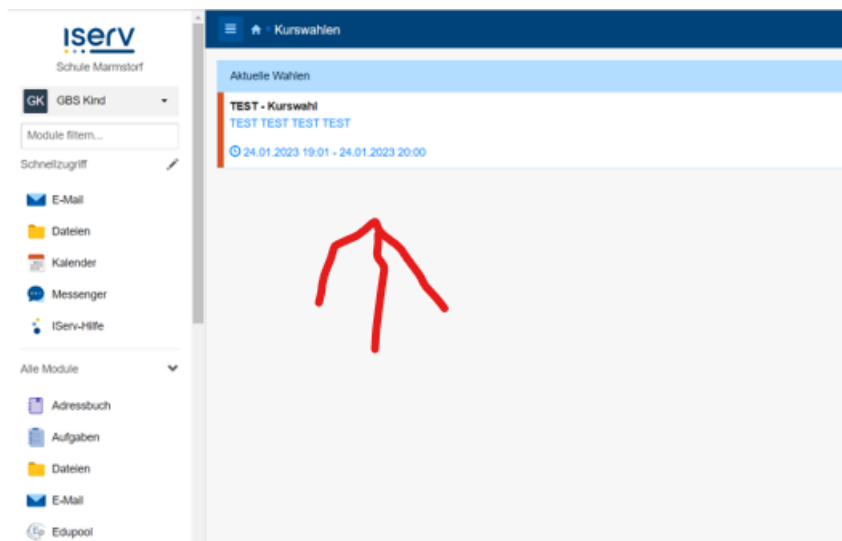 IServ
Schule Marmstorf
GK GBS Kind
Module filtern...
Schnellzugriff
E-Mail
Dateien
Kalender
Messenger
IServ-Hilfe
Alle Module
Adressbuch
Aufgaben
Dateien
E-Mail
Edupool
Kurswahlen
Aktuelle Wahlen
TEST - Kurswahl
TEST TEST TEST TEST
24.01.2023 19:01 - 24.01.2023 20:00